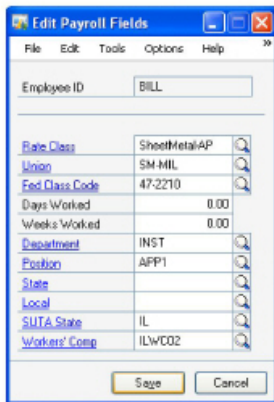 Edit Payroll Fields
File Edit Tools Options Help »
Employee ID BILL
Rate Class SheetMetal-AP
Union SM-MIL
Fed Class Code 47-2210
Days Worked 0.00
Weeks Worked 0.00
Department INST
Position APP1
State
Local
SUTA State IL
Workers' Comp ILWC02
Save Cancel